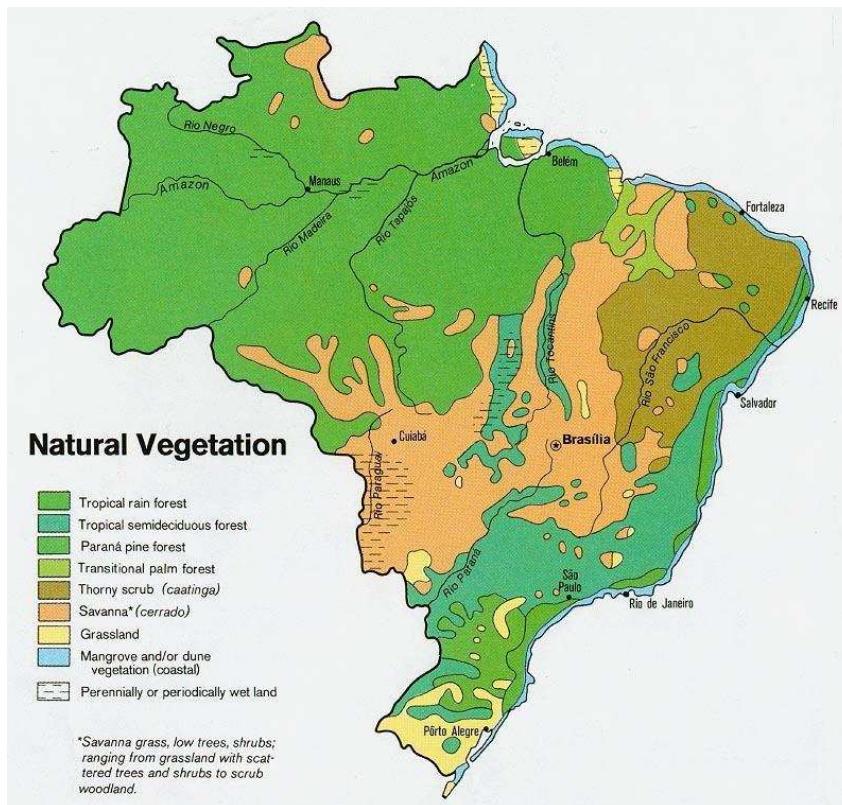 Rio Negro
Amazon
Manaus
Amazon
Belém
Rio Madeira
Rio Tapajós
Fortaleza
Recife
Rio Tocantins
Rio São Francisco
Salvador
Cuiabá
Brasília
Rio Paraguai
Rio Paraná
São
Paulo
Rio de Janeiro
Pôrto Alegre
Natural Vegetation
Tropical rain forest
Tropical semideciduous forest
Paraná pine forest
Transitional palm forest
Thorny scrub (caatinga)
Savanna* (cerrado)
Grassland
Mangrove and/or dune
vegetation (coastal)
Perennially or periodically wet land
*Savanna grass, low trees, shrubs;
ranging from grassland with scat-
tered trees and shrubs to scrub
woodland.